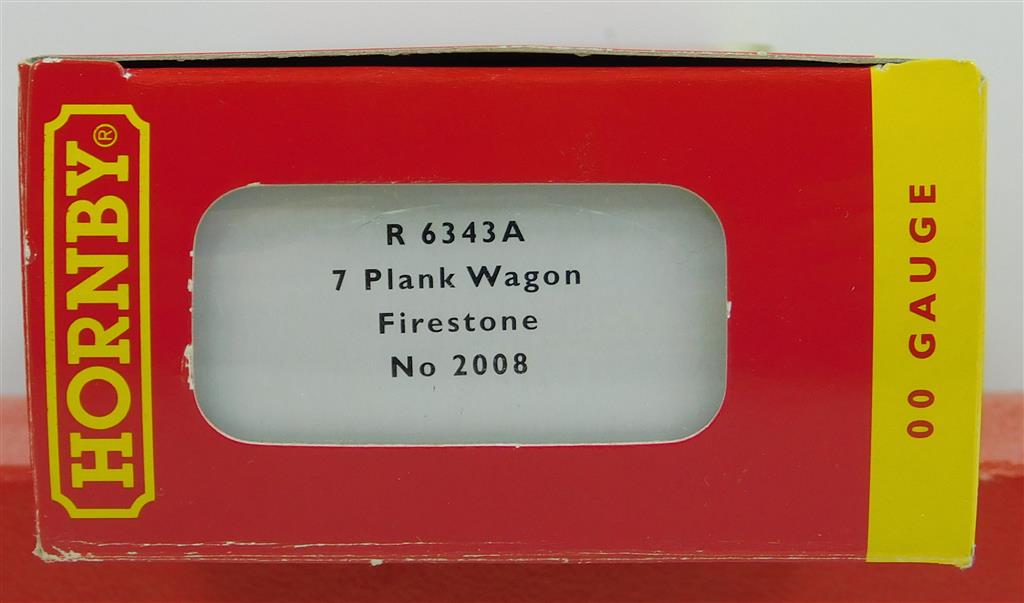 HORNBY®
R 6343A
7 Plank Wagon
Firestone
No 2008
00 GAUGE